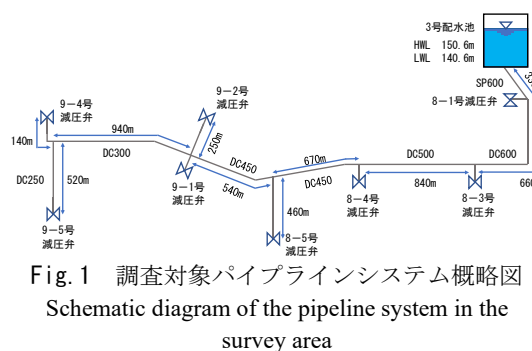 3号配水池
HWL 150.6m
LWL 140.6m
SP600
8-1号減圧弁
9-2号
減圧弁
9-4号
減圧弁
940m
250m
140m
DC300
DC450
670m
DC500
DC600
DC250
520m
9-1号
減圧弁
540m
DC450
460m
840m
8-4号
減圧弁
8-3号
減圧弁
9-5号
減圧弁
8-5号
減圧弁
Fig.1 調査対象パイプラインシステム概略図
Schematic diagram of the pipeline system in the
survey area